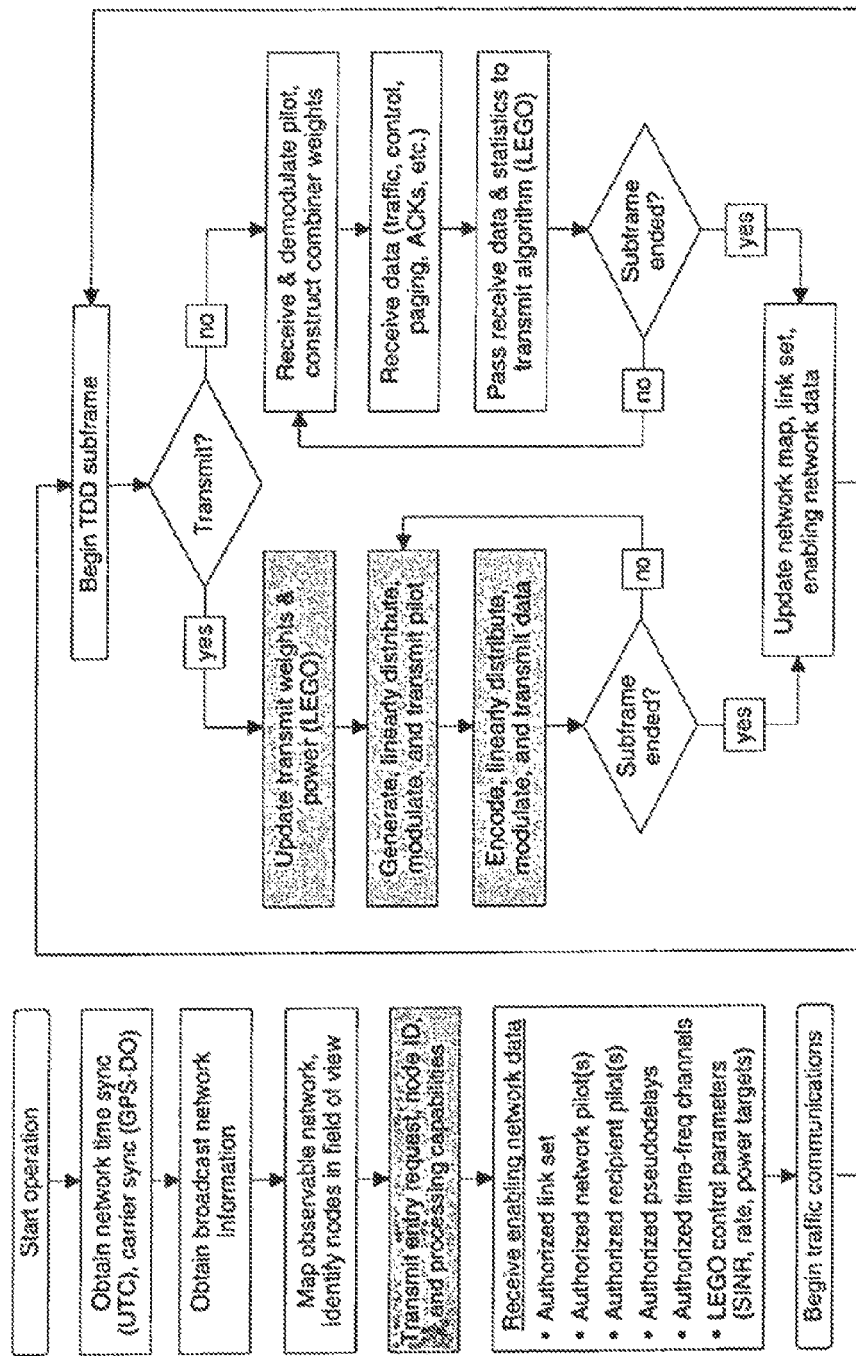 Start operation
Obtain network time sync
(UTC), carrier sync (GPS-DO)
Obtain broadcast network
information
Map observable network,
identify nodes in field of view
Transmit entry request, node ID,
and processing capabilities
Receive enabling network data
• Authorized link set
• Authorized network pilot(s)
• Authorized recipient pilot(s)
• Authorized pseudodelays
• Authorized time-freq channels
• LEGO control parameters
(SINR, rate, power targets)
Begin traffic communications
Begin TDD subframe
Transmit?
yes
no
Update transmit weights &
power (LEGO)
Generate, linearly distribute,
modulate, and transmit pilot
Encode, linearly distribute,
modulate, and transmit data
Subframe
ended?
no
yes
Receive & demodulate pilot,
construct combiner weights
Receive data (traffic, control,
paging, ACKs, etc.)
Pass receive data & statistics to
transmit algorithm (LEGO)
Subframe
ended?
no
yes
Update network map, link set,
enabling network data